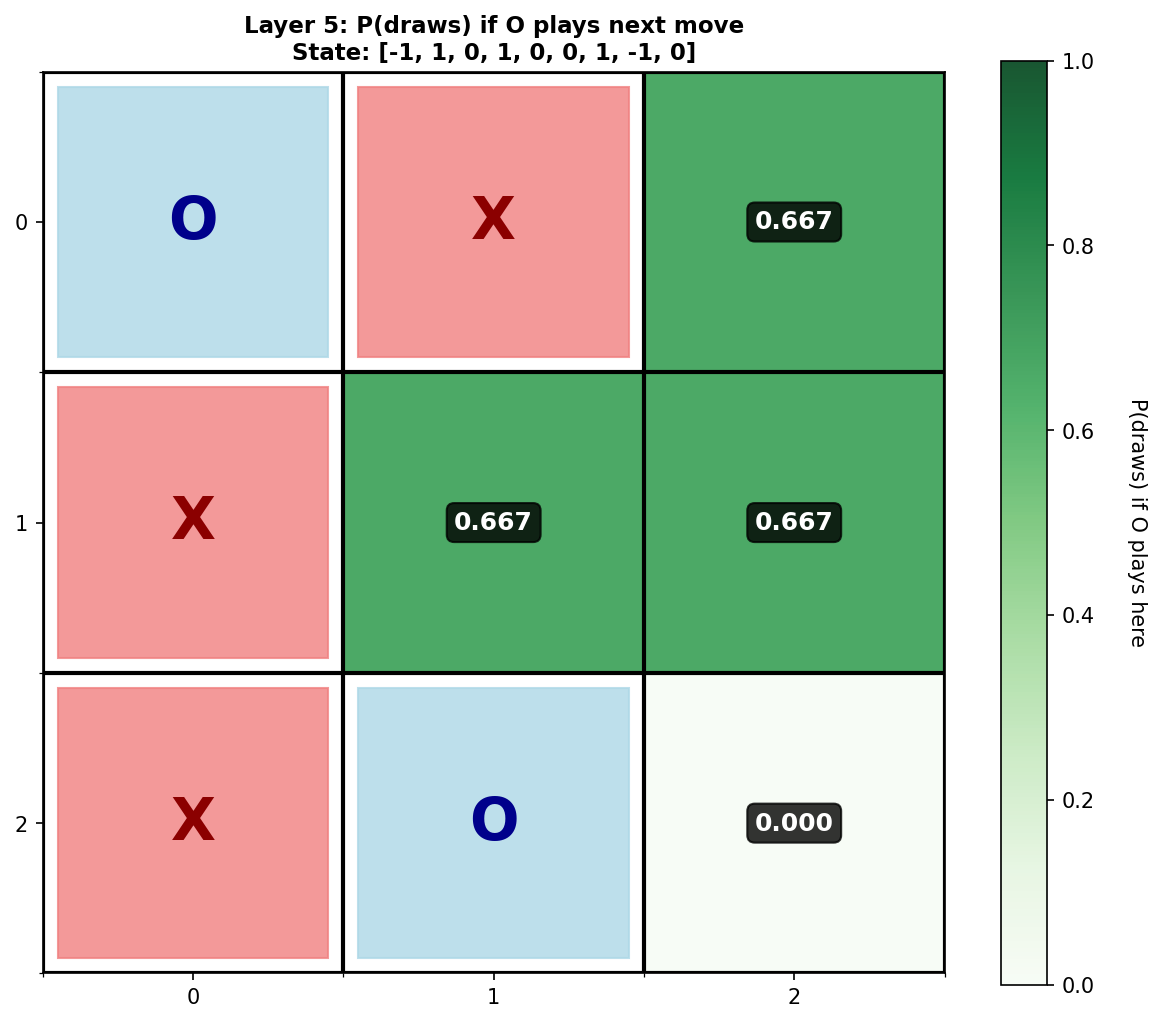 Layer 5: P(draws) if O plays next move
State: [-1, 1, 0, 1, 0, 0, 1, -1, 0]
0
O
X
0.667
1
X
0.667
0.667
2
X
O
0.000
0
1
2
1.0
0.8
0.6
0.4
0.2
0.0
P(draws) if O plays here